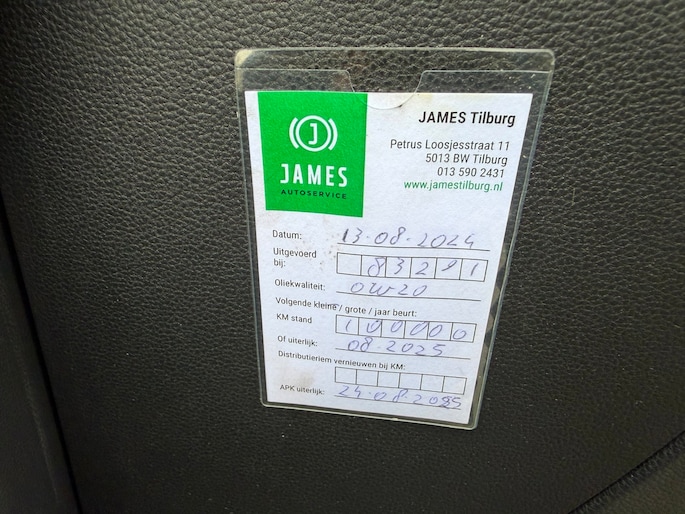 J
JAMES
AUTOSERVICE
JAMES Tilburg
Petrus Loosjesstraat 11
5013 BW Tilburg
013 590 2431
www.jamestilburg.nl
Datum: 13-08-2024
Uitgevoerd bij: 83291
Oliekwaliteit: 0W20
Volgende kleine / grote / jaar beurt:
KM stand 100000
Of uiterlijk: 08-2025
Distributieriem vernieuwen bij KM:
APK uiterlijk: 24-08-2025